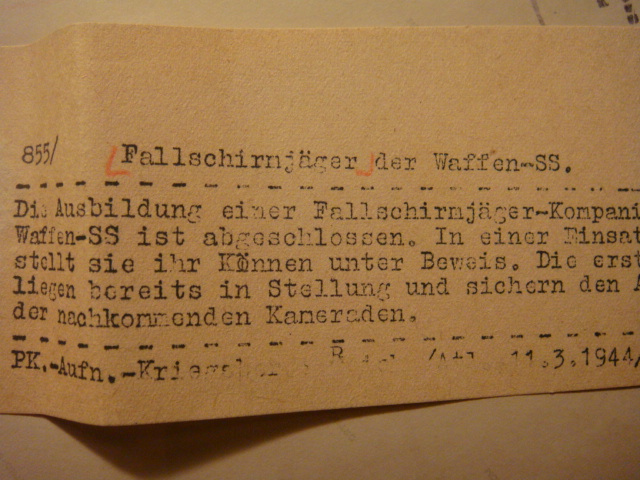 855/ Fallschirnjäger der Waffen-SS.
Die Ausbildung einer Fallschirmjäger-Kompani
Waffen-SS ist abgeschlossen. In einer Einsat
stellt sie ihr Können unter Beweis. Die erst
liegen bereits in Stellung und sichern den A
der nachkommenden Kameraden.
PK.-Aufn.-Kriegsb 11.3.1944/